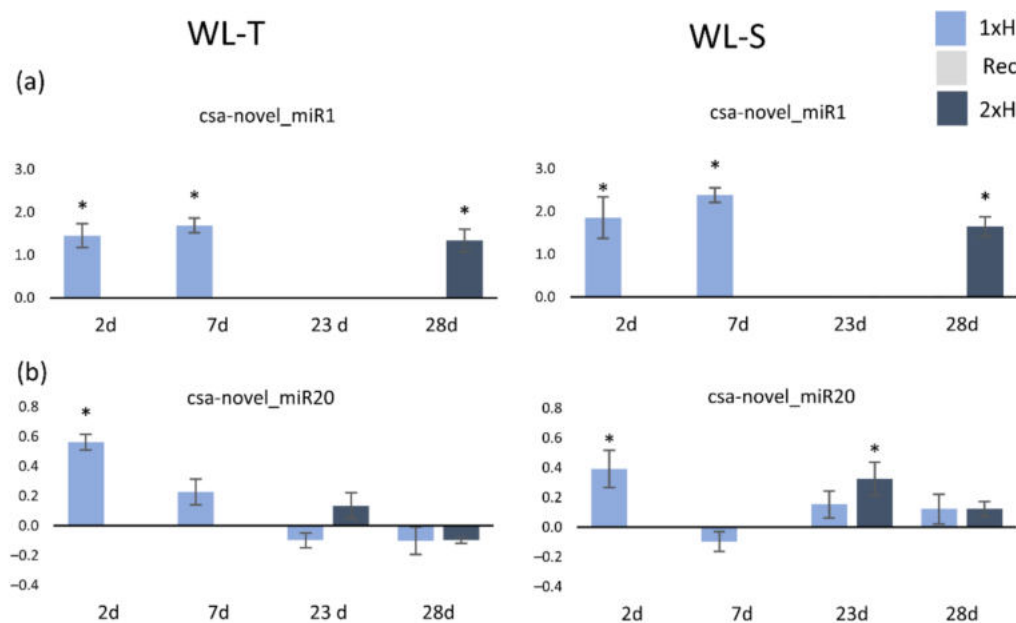 WL-T
WL-S
1xH
Rec
2xH
(a)
csa-novel_miR1
csa-novel_miR1
3.0
2.0
1.0
0.0
* * *
2d 7d 23 d 28d
3.0
2.0
1.0
0.0
* * *
2d 7d 23d 28d
(b)
csa-novel_miR20
csa-novel_miR20
0.8
0.6
0.4
0.2
0.0
−0.2
−0.4
*
2d 7d 23 d 28d
0.8
0.6
0.4
0.2
0.0
−0.2
−0.4
* *
2d 7d 23d 28d